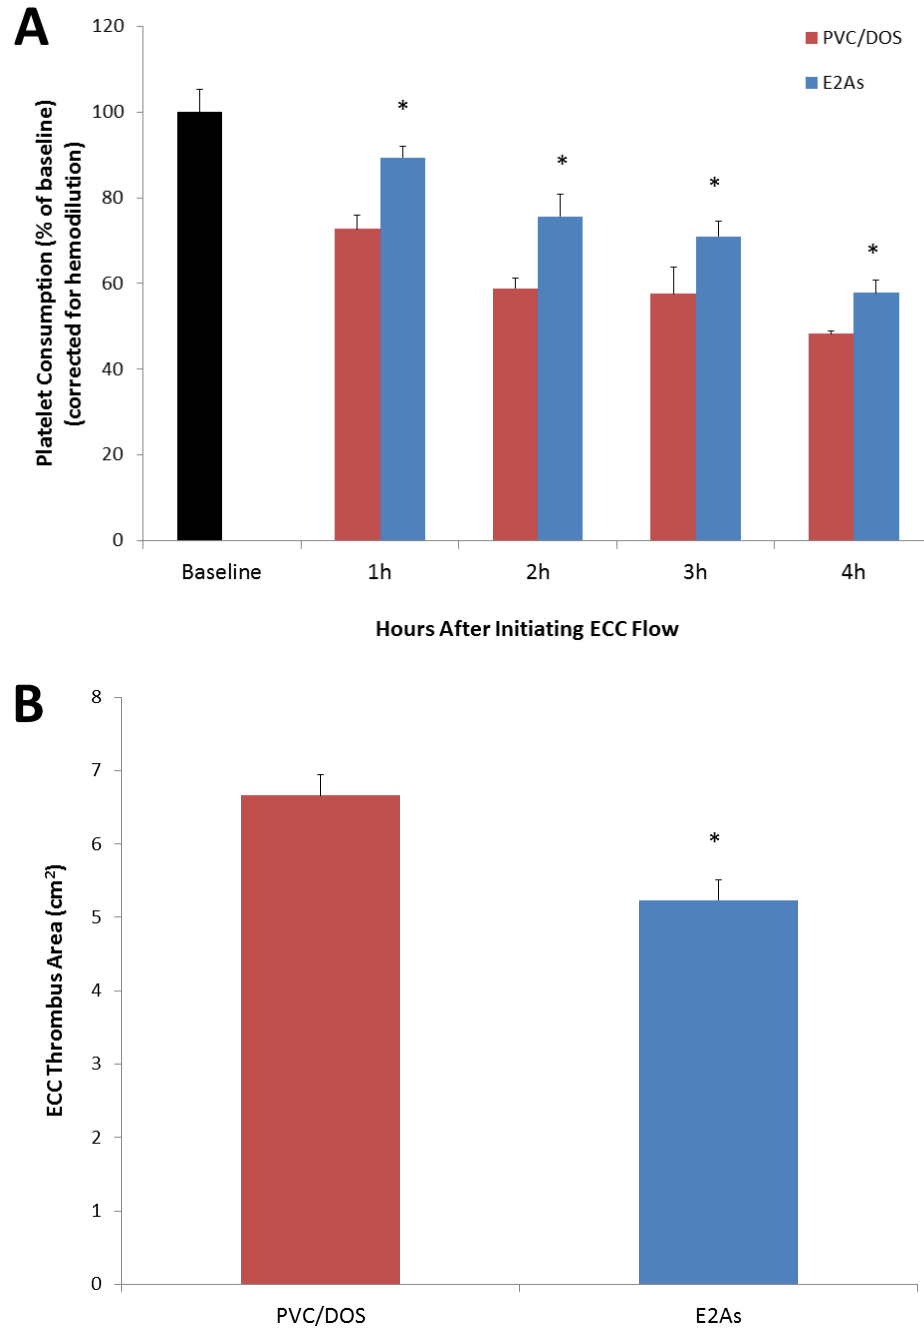 A
120
100
80
60
40
20
0
Platelet Consumption (% of baseline)
(corrected for hemodilution)
PVC/DOS
E2As
*
*
*
*
Baseline 1h 2h 3h 4h
Hours After Initiating ECC Flow
B
8
7
6
5
4
3
2
1
0
ECC Thrombus Area (cm²)
*
PVC/DOS E2As